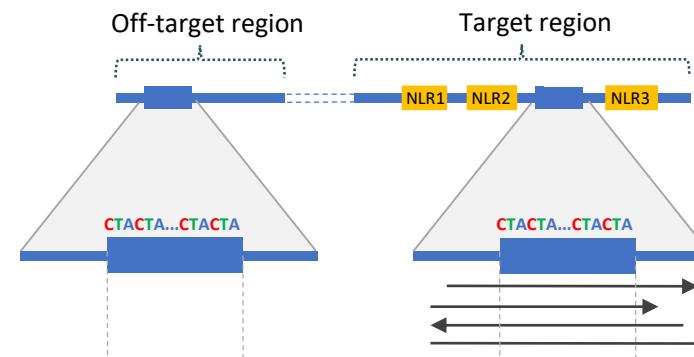 Off-target region Target region
NLR1 NLR2 NLR3
CTACTA...CTACTA CTACTA...CTACTA